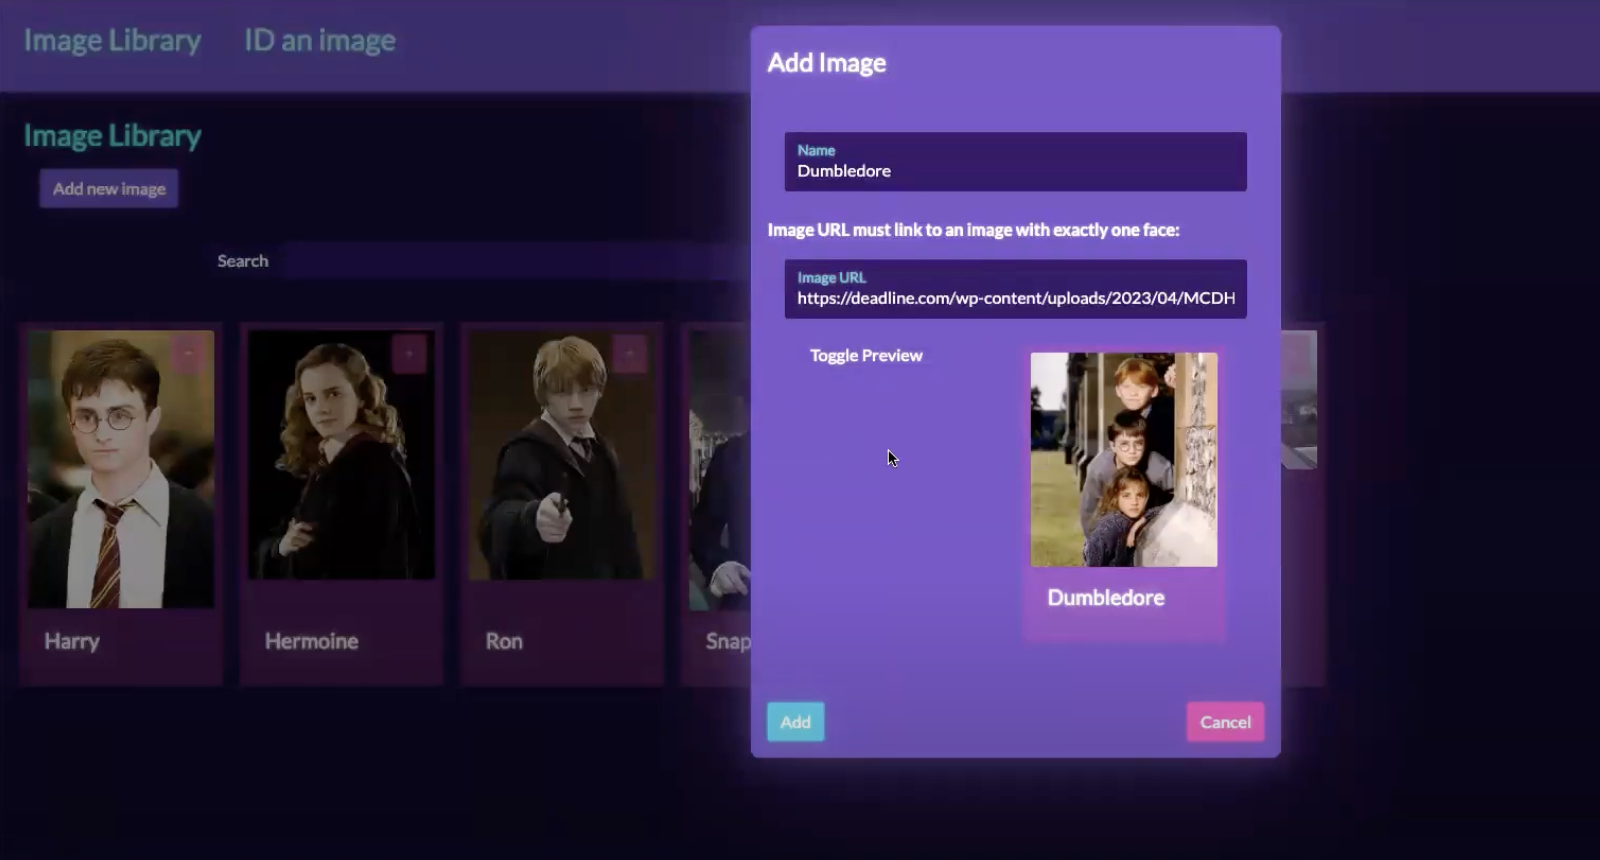 Image Library
ID an image
Image Library
Add new image
Search
Harry
Hermoine
Ron
Snap
Add Image
Name
Dumbledore
Image URL must link to an image with exactly one face:
Image URL
https://deadline.com/wp-content/uploads/2023/04/MCDH
Toggle Preview
Dumbledore
Add
Cancel